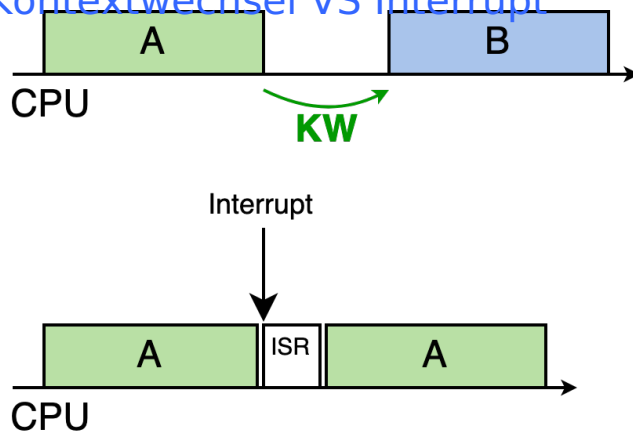 Kontextwechsel VS Interrupt
A
B
CPU
KW
Interrupt
A
ISR
A
CPU